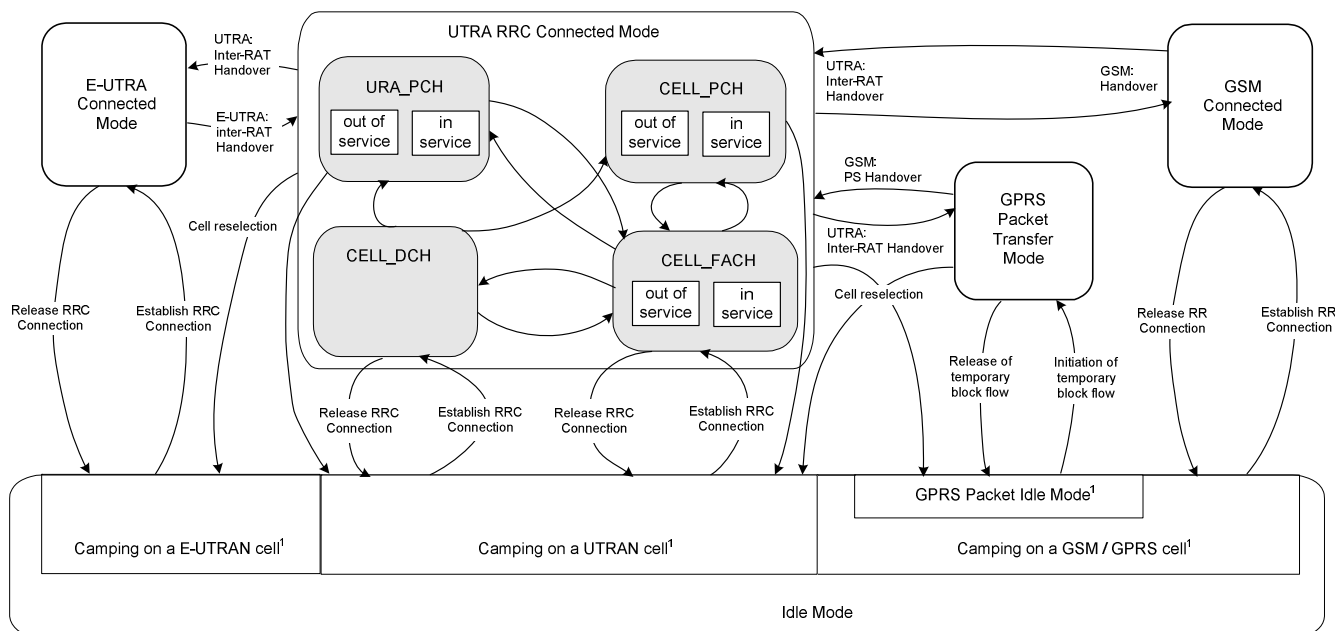 UTRA RRC Connected Mode
E-UTRA
Connected
Mode
UTRA:
Inter-RAT
Handover
E-UTRA:
inter-RAT
Handover
URA_PCH
out of
service
in
service
CELL_PCH
out of
service
in
service
CELL_DCH
CELL_FACH
out of
service
in
service
UTRA:
Inter-RAT
Handover
GSM:
Handover
GSM
Connected
Mode
GSM:
PS Handover
UTRA:
Inter-RAT Handover
GPRS
Packet
Transfer
Mode
Cell reselection
Cell reselection
Release RRC
Connection
Establish RRC
Connection
Release RRC
Connection
Establish RRC
Connection
Release RRC
Connection
Establish RRC
Connection
Release of
temporary
block flow
Initiation of
temporary
block flow
Release RR
Connection
Establish RR
Connection
GPRS Packet Idle Mode¹
Camping on a E-UTRAN cell¹
Camping on a UTRAN cell¹
Camping on a GSM / GPRS cell¹
Idle Mode